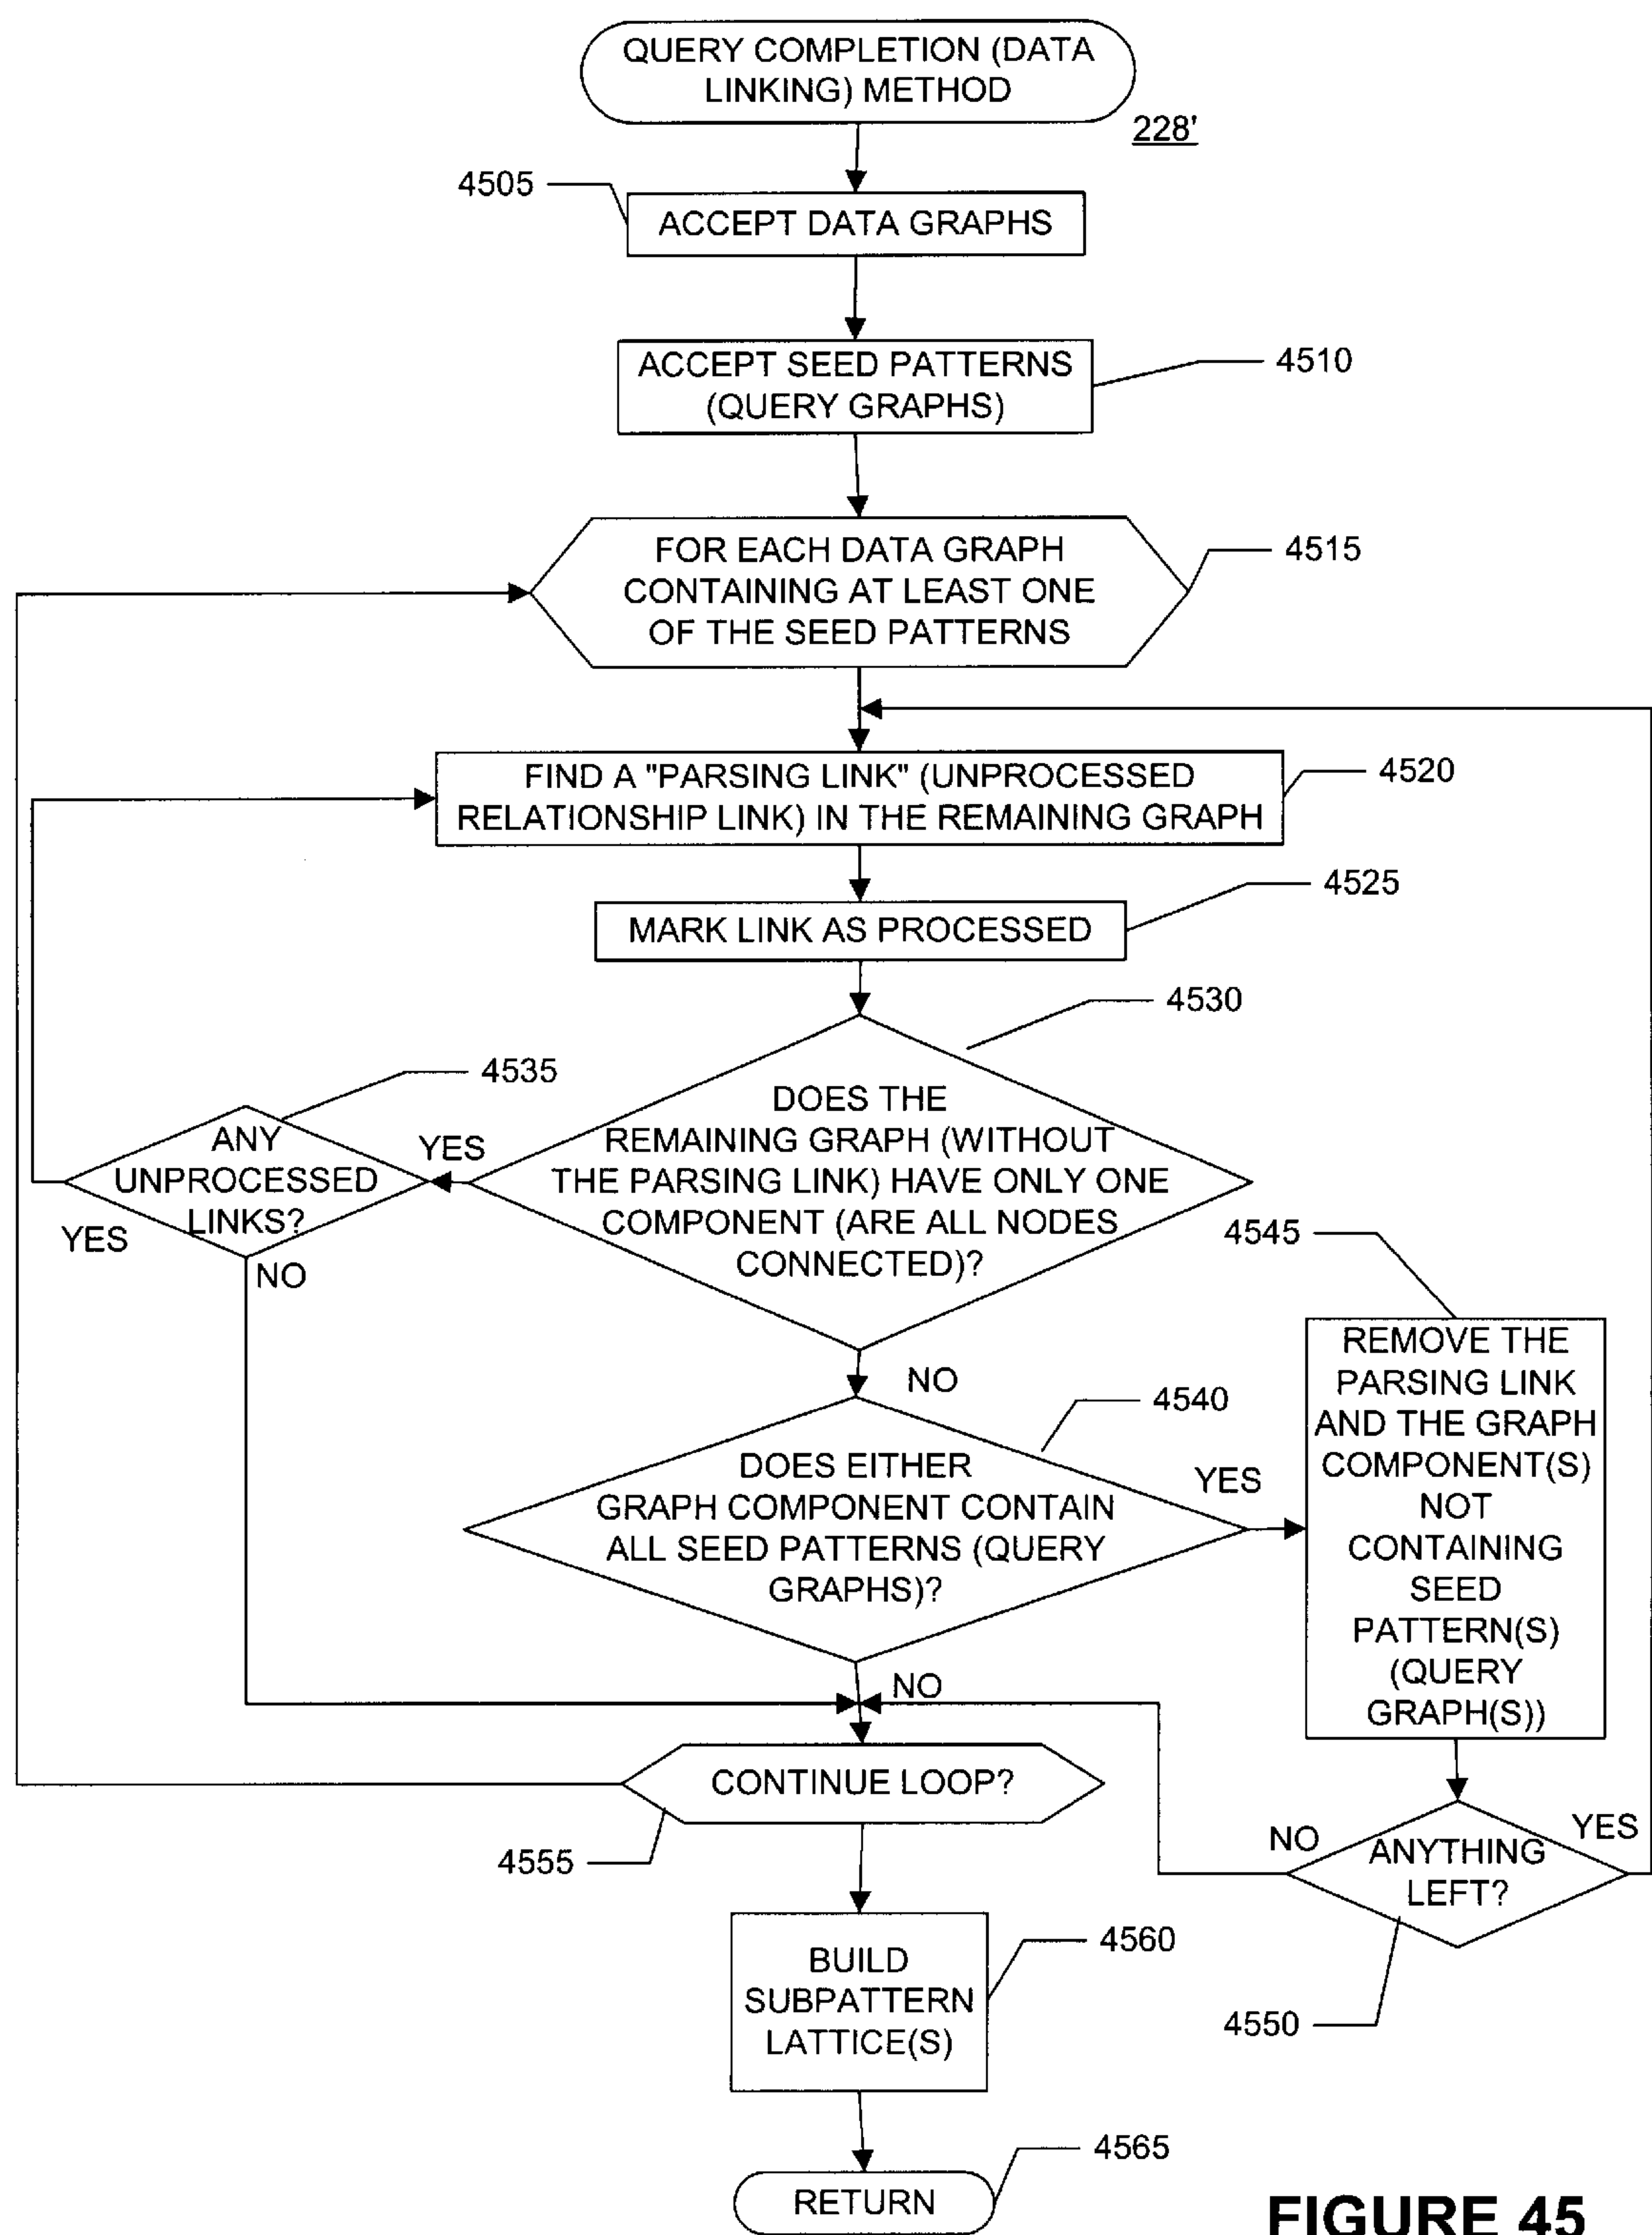 QUERY COMPLETION (DATA
LINKING) METHOD
228'
4505
ACCEPT DATA GRAPHS
ACCEPT SEED PATTERNS
(QUERY GRAPHS)
4510
FOR EACH DATA GRAPH
CONTAINING AT LEAST ONE
OF THE SEED PATTERNS
4515
FIND A "PARSING LINK" (UNPROCESSED
RELATIONSHIP LINK) IN THE REMAINING GRAPH
4520
MARK LINK AS PROCESSED
4525
4530
DOES THE
REMAINING GRAPH (WITHOUT
THE PARSING LINK) HAVE ONLY ONE
COMPONENT (ARE ALL NODES
CONNECTED)?
YES
4535
ANY
UNPROCESSED
LINKS?
YES
NO
NO
4540
DOES EITHER
GRAPH COMPONENT CONTAIN
ALL SEED PATTERNS (QUERY
GRAPHS)?
YES
4545
REMOVE THE
PARSING LINK
AND THE GRAPH
COMPONENT(S)
NOT
CONTAINING
SEED
PATTERN(S)
(QUERY
GRAPH(S))
NO
CONTINUE LOOP?
4555
NO
ANYTHING
LEFT?
YES
4550
BUILD
SUBPATTERN
LATTICE(S)
4560
RETURN
4565
FIGURE 45